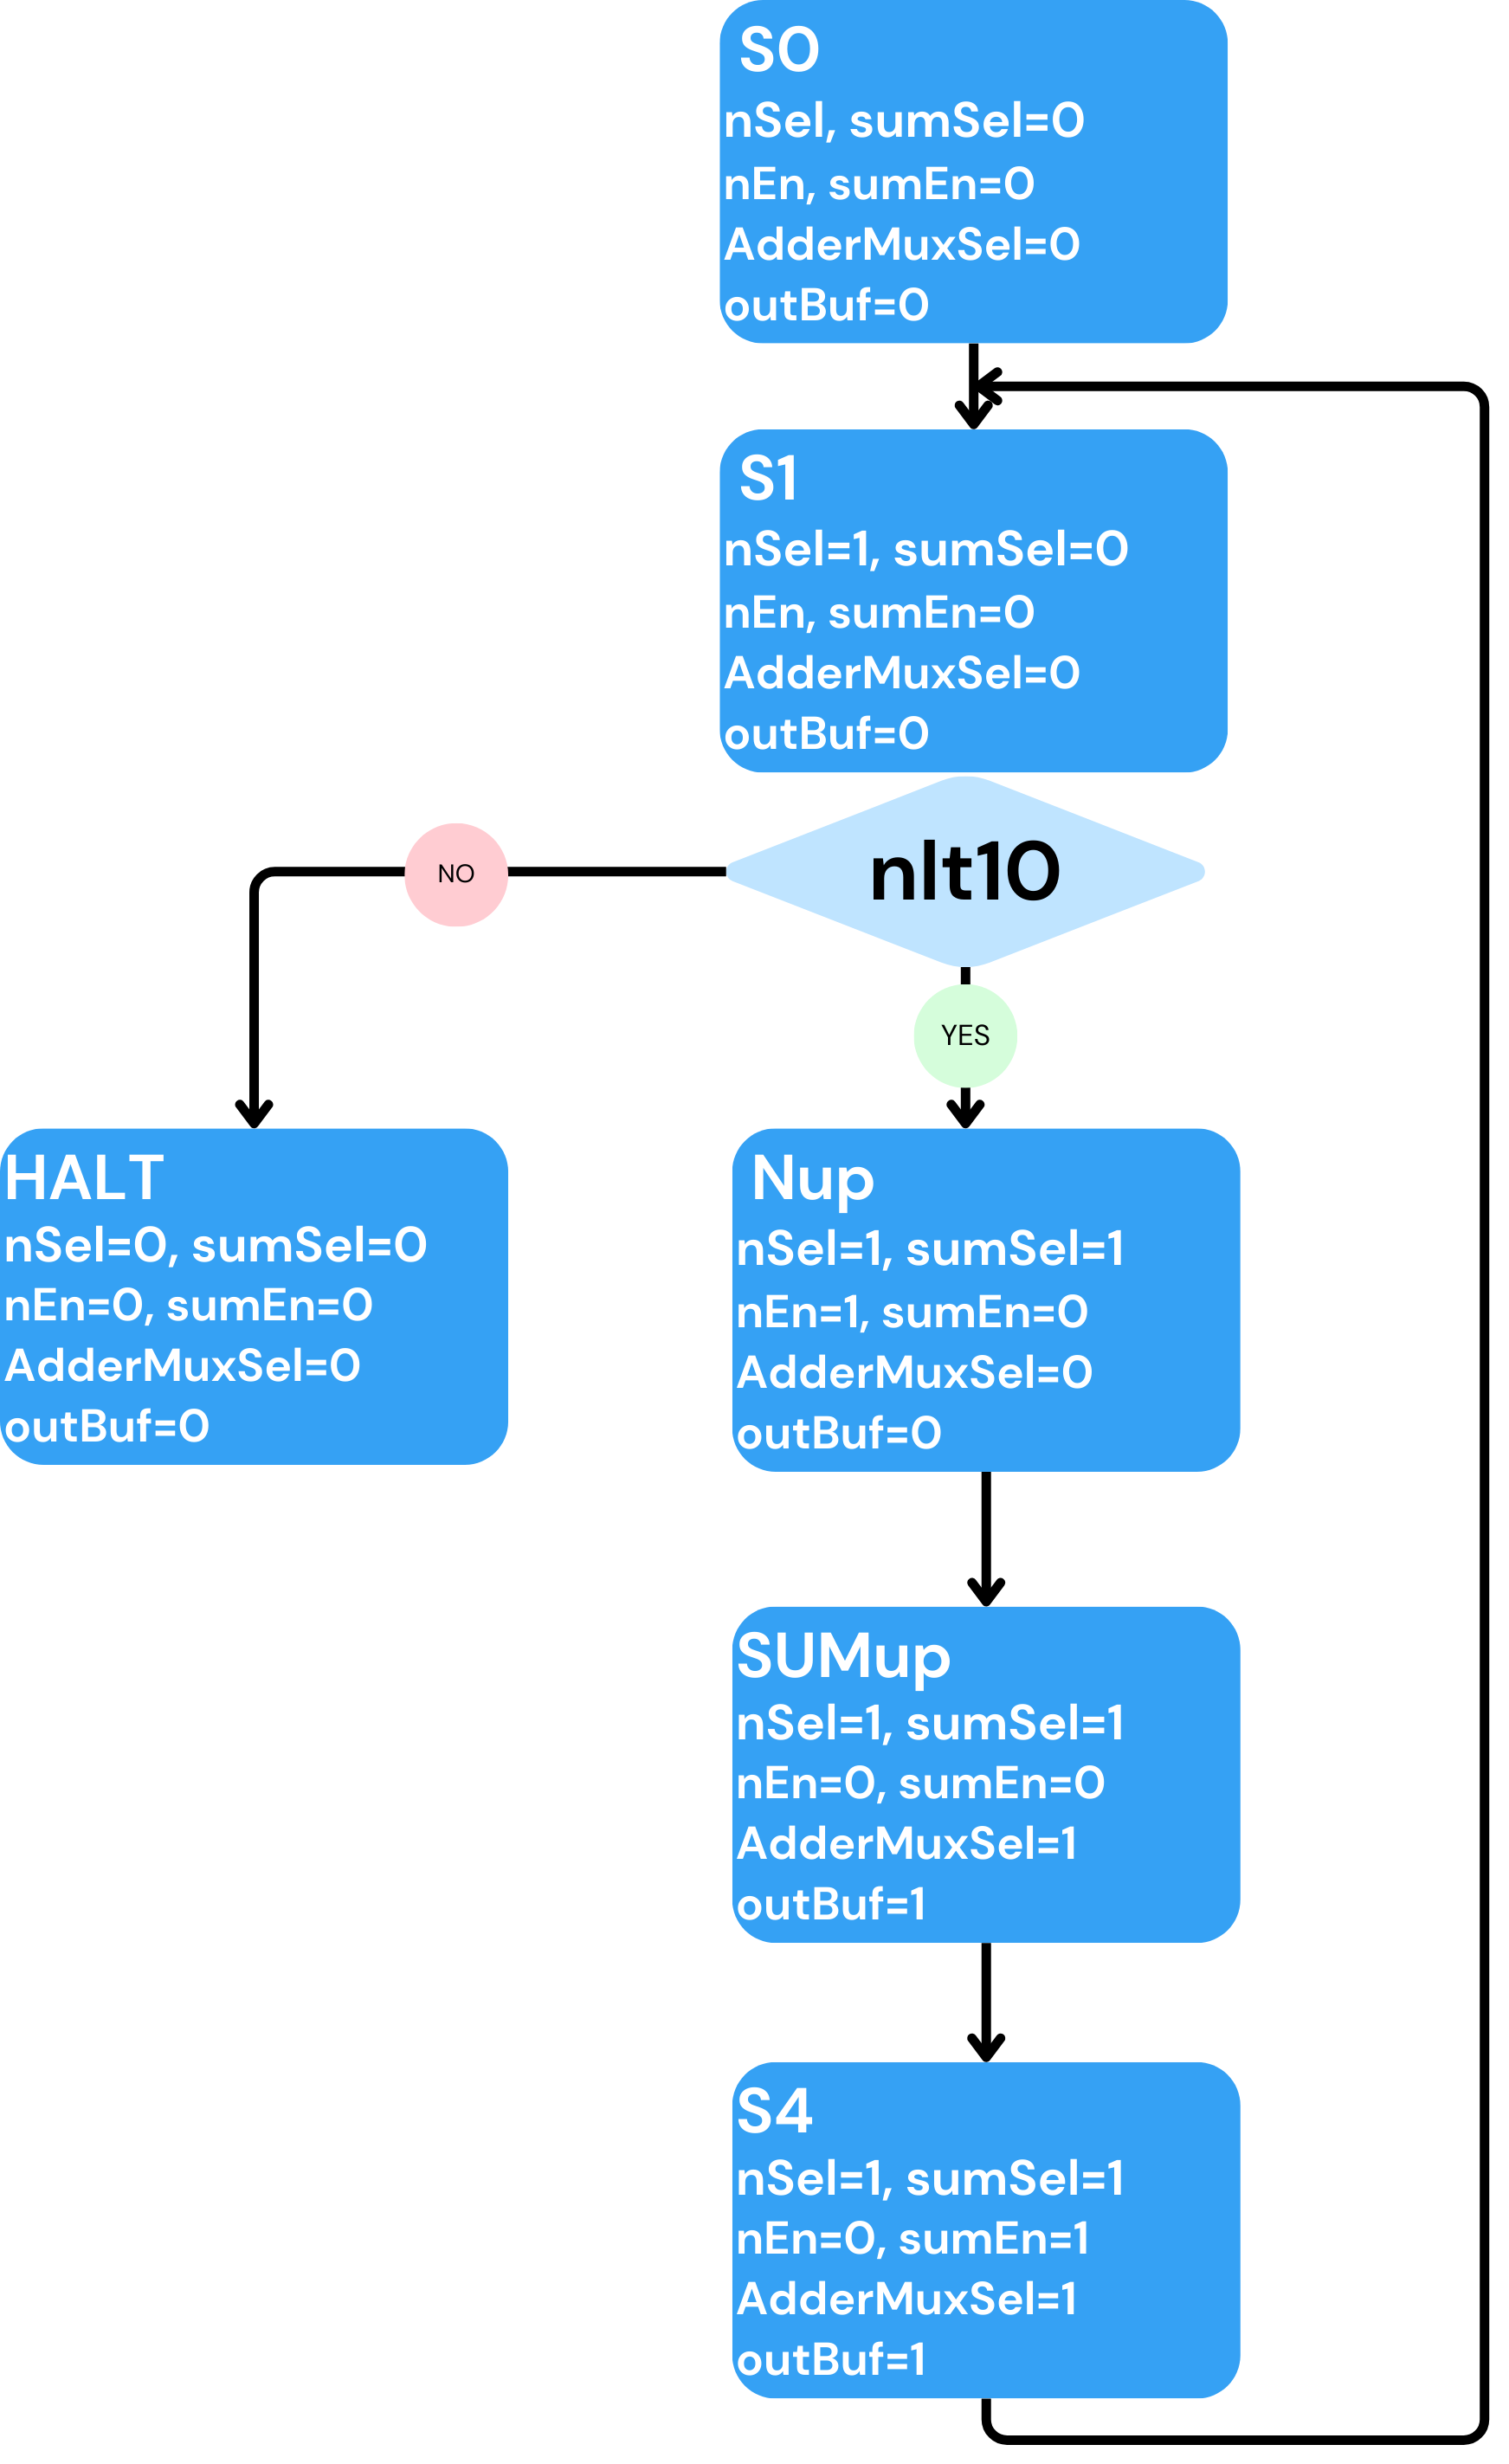 S0
nSel, sumSel=0
nEn, sumEn=0
AdderMuxSel=0
outBuf=0
S1
nSel=1, sumSel=0
nEn, sumEn=0
AdderMuxSel=0
outBuf=0
nlt10
NO
YES
HALT
nSel=0, sumSel=0
nEn=0, sumEn=0
AdderMuxSel=0
outBuf=0
Nup
nSel=1, sumSel=1
nEn=1, sumEn=0
AdderMuxSel=0
outBuf=0
SUMup
nSel=1, sumSel=1
nEn=0, sumEn=0
AdderMuxSel=1
outBuf=1
S4
nSel=1, sumSel=1
nEn=0, sumEn=1
AdderMuxSel=1
outBuf=1